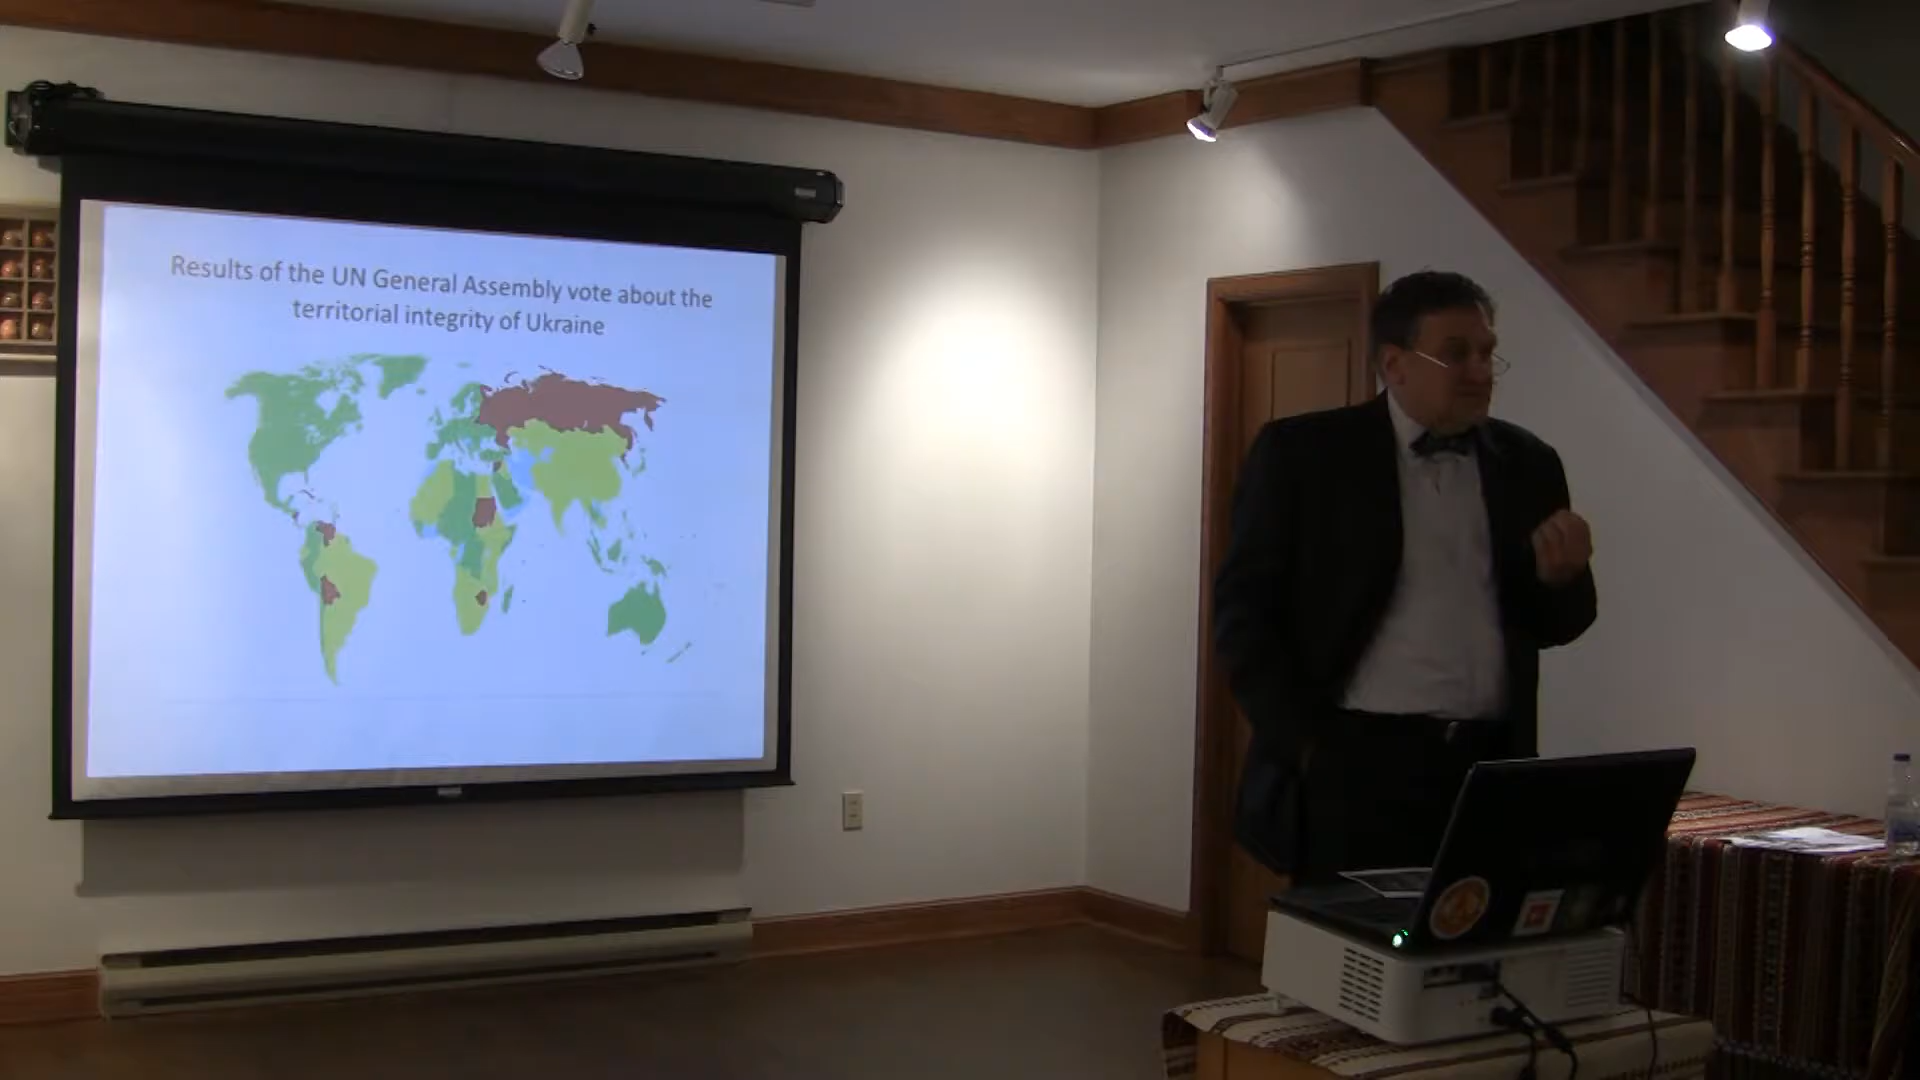 Results of the UN General Assembly vote about the
territorial integrity of Ukraine